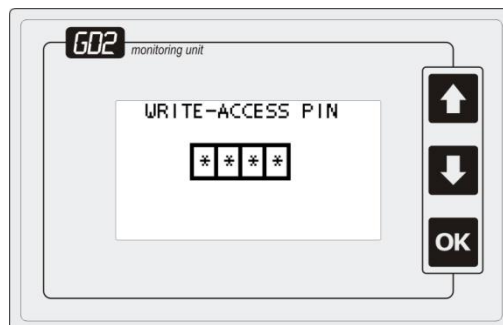 GD2 monitoring unit
WRITE-ACCESS PIN
* * * *
OK